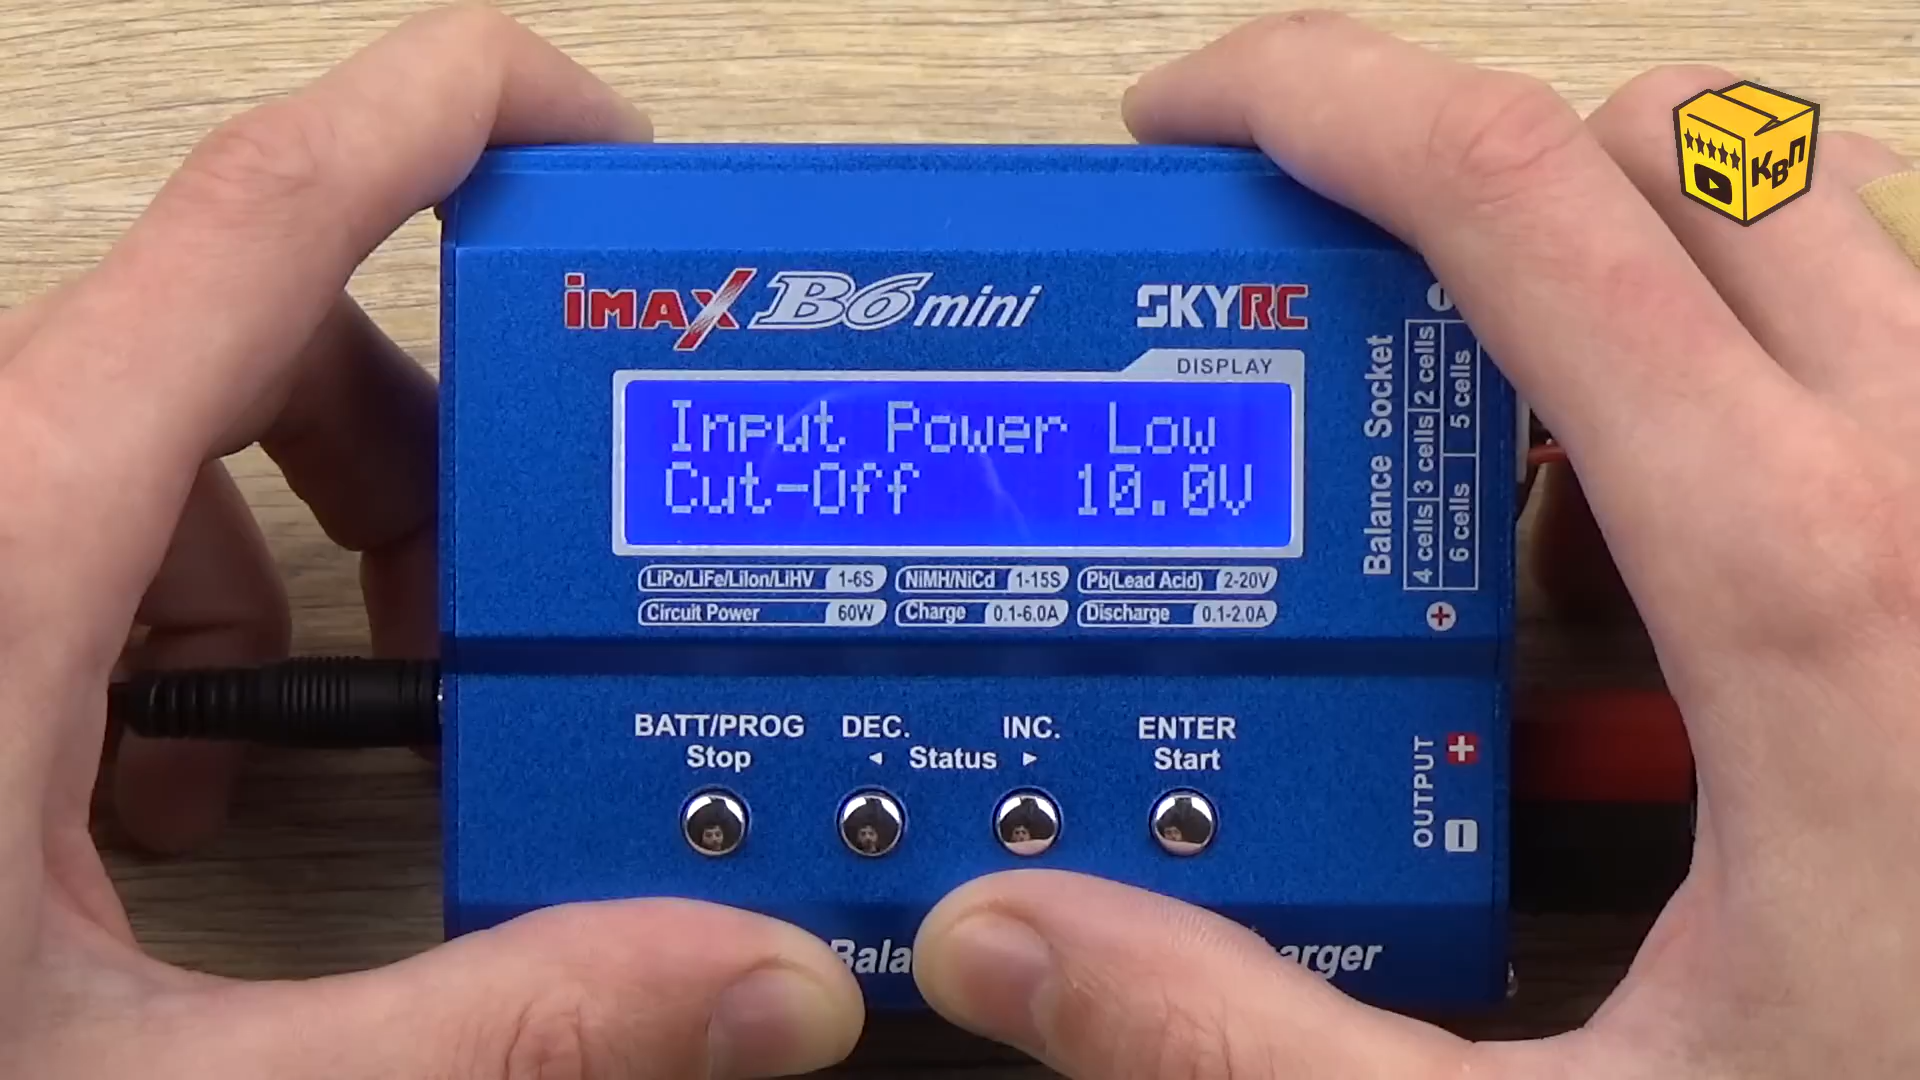 KBП
iMAX B6 mini
SKYRC
DISPLAY
Input Power Low
Cut-Off 10.0V
LiPo/LiFe/LiIon/LiHV 1-6S
NiMH/NiCd 1-15S
Pb(Lead Acid) 2-20V
Circuit Power 60W
Charge 0.1-6.0A
Discharge 0.1-2.0A
Balance Socket
4 cells 3 cells 2 cells
6 cells 5 cells
BATT/PROG
Stop
DEC.
INC.
◄ Status ►
ENTER
Start
OUTPUT
+
−
Bala
arger